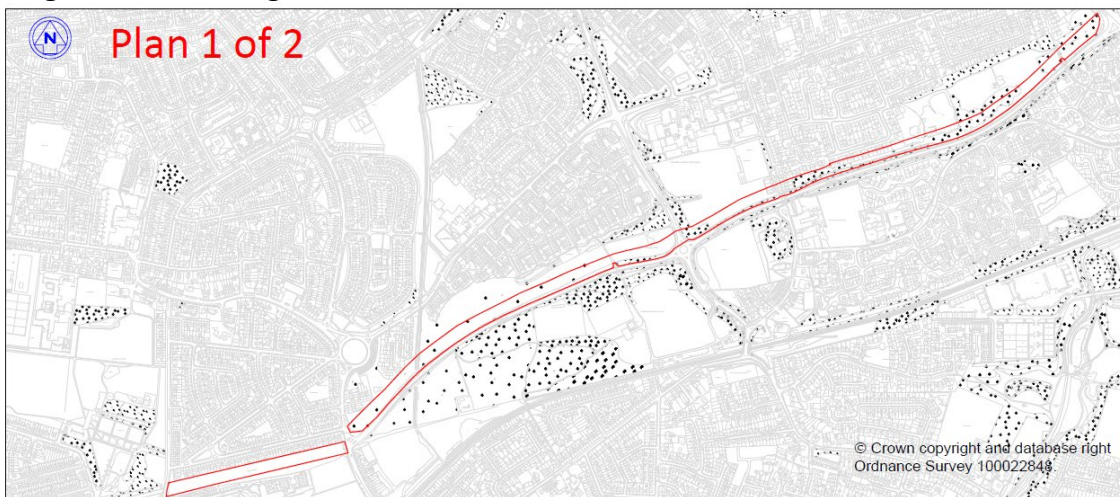 N
Plan 1 of 2
© Crown copyright and database right
Ordnance Survey 100022848